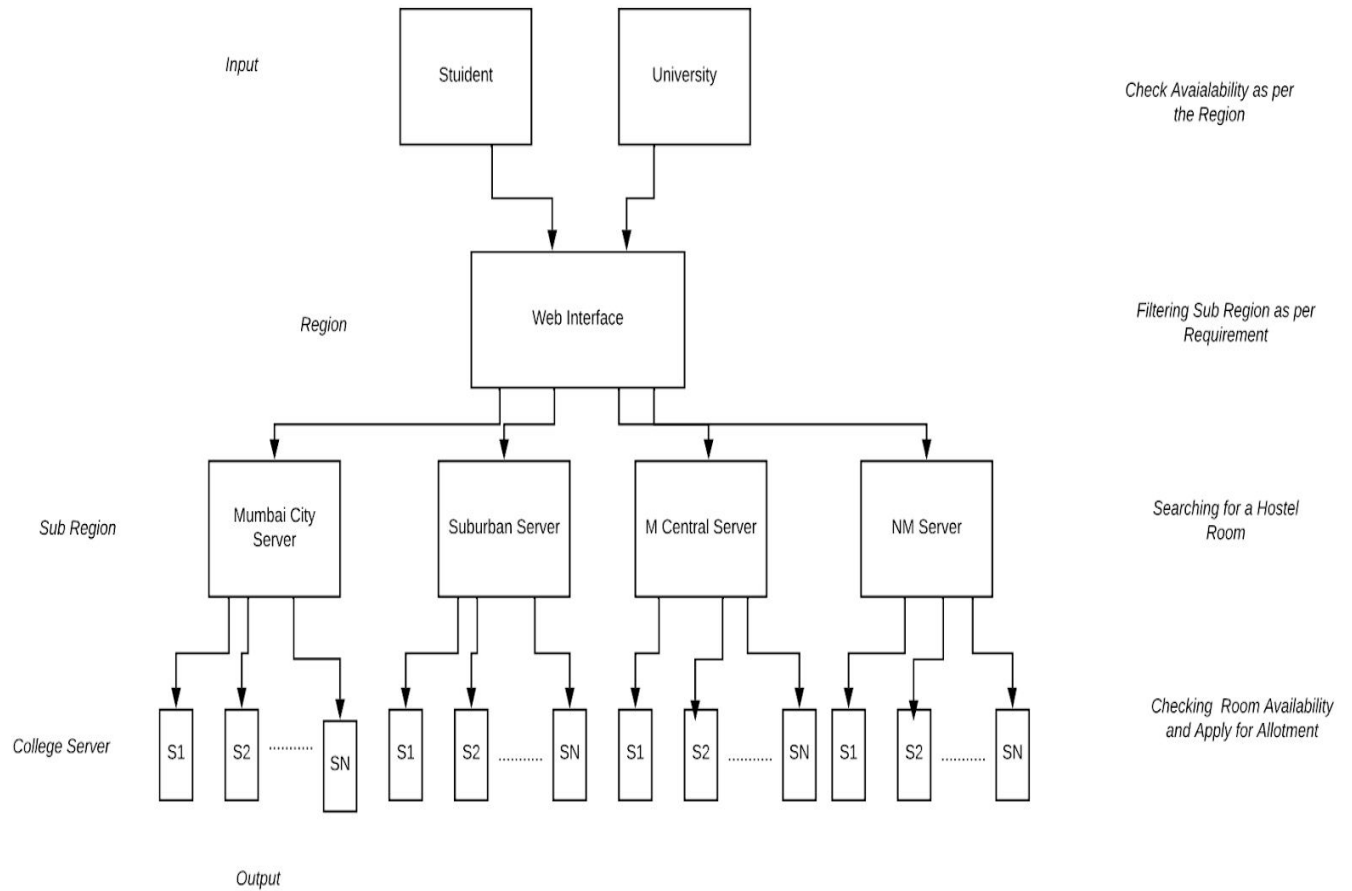 Input
Stuident
University
Check Avaialability as per
the Region
Region
Web Interface
Filtering Sub Region as per
Requirement
Sub Region
Mumbai City
Server
Suburban Server
M Central Server
NM Server
Searching for a Hostel
Room
College Server
S1
S2
...........
SN
S1
S2
...........
SN
S1
S2
...........
SN
S1
S2
...........
SN
Checking Room Availability
and Apply for Allotment
Output